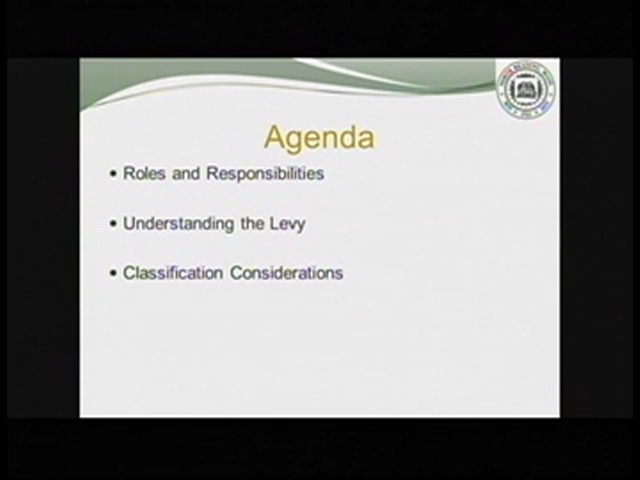 Agenda
• Roles and Responsibilities
• Understanding the Levy
• Classification Considerations